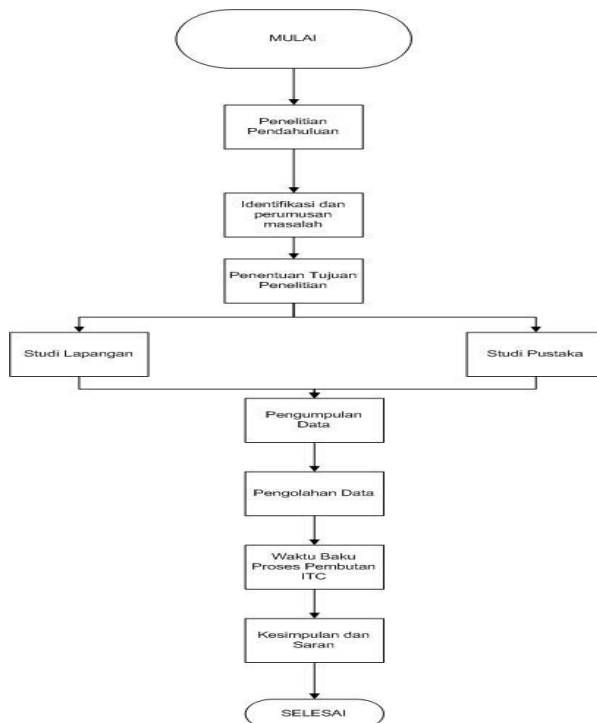 MULAI
Penelitian
Pendahuluan
Identifikasi dan
perumusan
masalah
Penentuan Tujuan
Penelitian
Studi Lapangan
Studi Pustaka
Pengumpulan
Data
Pengolahan Data
Waktu Baku
Proses Pembutan
ITC
Kesimpulan dan
Saran
SELESAI